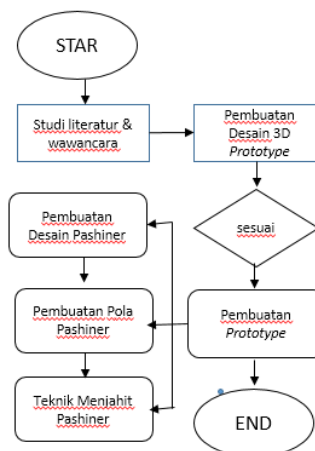 STAR
Studi literatur &
wawancara
Pembuatan
Desain 3D
Prototype
sesuai
Pembuatan
Prototype
Pembuatan
Desain Pashiner
Pembuatan Pola
Pashiner
Teknik Menjahit
Pashiner
END